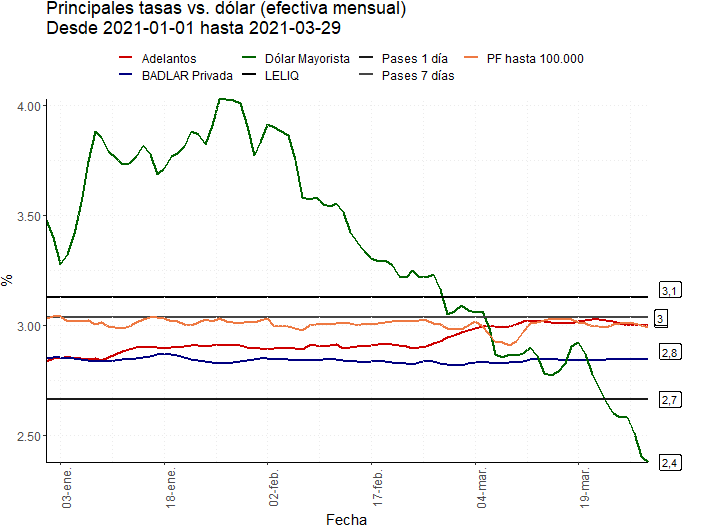 Principales tasas vs. dólar (efectiva mensual)
Desde 2021-01-01 hasta 2021-03-29
Adelantos Dólar Mayorista Pases 1 día PF hasta 100.000
BADLAR Privada LELIQ Pases 7 días
%
4.00
3.50
3.00
2.50
3,1
3
2,8
2,7
2,4
03-ene.
18-ene.
02-feb.
17-feb.
04-mar.
19-mar.
Fecha